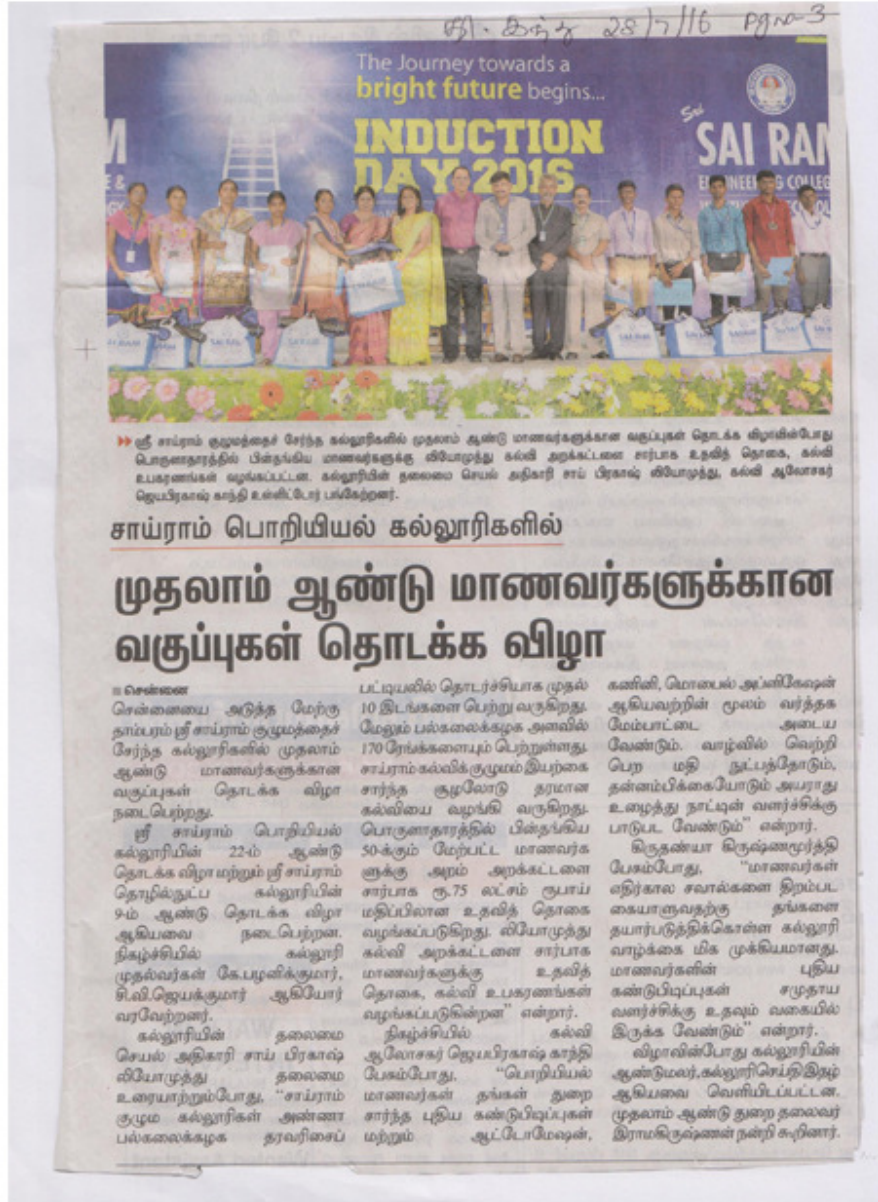 தி. இந்து 28/7/16 pgno-3
The Journey towards a
bright future begins...
INDUCTION
DAY 2016
Sri
SAI RAM
ENGINEERING COLLEGE
SAI RAM
SAI RAM
SAI RAM
SAI RAM
ஸ்ரீ சாய்ராம் குழுமத்தைச் சேர்ந்த கல்லூரிகளில் முதலாம் ஆண்டு மாணவர்களுக்கான வகுப்புகள் தொடக்க விழாவின்போது
பொருளாதாரத்தில் பின்தங்கிய மாணவர்களுக்கு லியோமுத்து கல்வி அறக்கட்டளை சார்பாக உதவித் தொகை, கல்வி
உபகரணங்கள் வழங்கப்பட்டன. கல்லூரியின் தலைமை செயல் அதிகாரி சாய் பிரகாஷ் லியோமுத்து, கல்வி ஆலோசகர்
ஜெயபிரகாஷ் காந்தி உள்ளிட்டோர் பங்கேற்றனர்.
சாய்ராம் பொறியியல் கல்லூரிகளில்
முதலாம் ஆண்டு மாணவர்களுக்கான
வகுப்புகள் தொடக்க விழா
■ சென்னை
சென்னையை அடுத்த மேற்கு
தாம்பரம் ஸ்ரீ சாய்ராம் குழுமத்தைச்
சேர்ந்த கல்லூரிகளில் முதலாம்
ஆண்டு மாணவர்களுக்கான
வகுப்புகள் தொடக்க விழா
நடைபெற்றது.
ஸ்ரீ சாய்ராம் பொறியியல்
கல்லூரியின் 22-ம் ஆண்டு
தொடக்க விழா மற்றும் ஸ்ரீ சாய்ராம்
தொழில்நுட்ப கல்லூரியின்
9-ம் ஆண்டு தொடக்க விழா
ஆகியவை நடைபெற்றன.
நிகழ்ச்சியில் கல்லூரி
முதல்வர்கள் கே.பழனிக்குமார்,
சி.வி.ஜெயக்குமார் ஆகியோர்
வரவேற்றனர்.
கல்லூரியின் தலைமை
செயல் அதிகாரி சாய் பிரகாஷ்
லியோமுத்து தலைமை
உரையாற்றும்போது, “சாய்ராம்
குழும கல்லூரிகள் அண்ணா
பல்கலைக்கழக தரவரிசைப்
பட்டியலில் தொடர்ச்சியாக முதல்
10 இடங்களை பெற்று வருகிறது.
மேலும் பல்கலைக்கழக அளவில்
170 ரேங்க்களையும் பெற்றுள்ளது.
சாய்ராம் கல்விக்குழுமம் இயற்கை
சார்ந்த சூழலோடு தரமான
கல்வியை வழங்கி வருகிறது.
பொருளாதாரத்தில் பின்தங்கிய
50-க்கும் மேற்பட்ட மாணவர்க
ளுக்கு அறம் அறக்கட்டளை
சார்பாக ரூ.75 லட்சம் ரூபாய்
மதிப்பிலான உதவித் தொகை
வழங்கப்படுகிறது. லியோமுத்து
கல்வி அறக்கட்டளை சார்பாக
மாணவர்களுக்கு உதவித்
தொகை, கல்வி உபகரணங்கள்
வழங்கப்படுகின்றன” என்றார்.
நிகழ்ச்சியில் கல்வி
ஆலோசகர் ஜெயபிரகாஷ் காந்தி
பேசும்போது, “பொறியியல்
மாணவர்கள் தங்கள் துறை
சார்ந்த புதிய கண்டுபிடிப்புகள்
மற்றும் ஆட்டோமேஷன்,
கணினி, மொபைல் அப்ளிகேஷன்
ஆகியவற்றின் மூலம் வர்த்தக
மேம்பாட்டை அடைய
வேண்டும். வாழ்வில் வெற்றி
பெற மதி நுட்பத்தோடும்,
தன்னம்பிக்கையோடும் அயராது
உழைத்து நாட்டின் வளர்ச்சிக்கு
பாடுபட வேண்டும்” என்றார்.
கிருதண்யா கிருஷ்ணமூர்த்தி
பேசும்போது, “மாணவர்கள்
எதிர்கால சவால்களை திறம்பட
கையாளுவதற்கு தங்களை
தயார்படுத்திக்கொள்ள கல்லூரி
வாழ்க்கை மிக முக்கியமானது.
மாணவர்களின் புதிய
கண்டுபிடிப்புகள் சமுதாய
வளர்ச்சிக்கு உதவும் வகையில்
இருக்க வேண்டும்” என்றார்.
விழாவின்போது கல்லூரியின்
ஆண்டுமலர், கல்லூரி செய்தி இதழ்
ஆகியவை வெளியிடப்பட்டன.
முதலாம் ஆண்டு துறை தலைவர்
இராமகிருஷ்ணன் நன்றி கூறினார்.